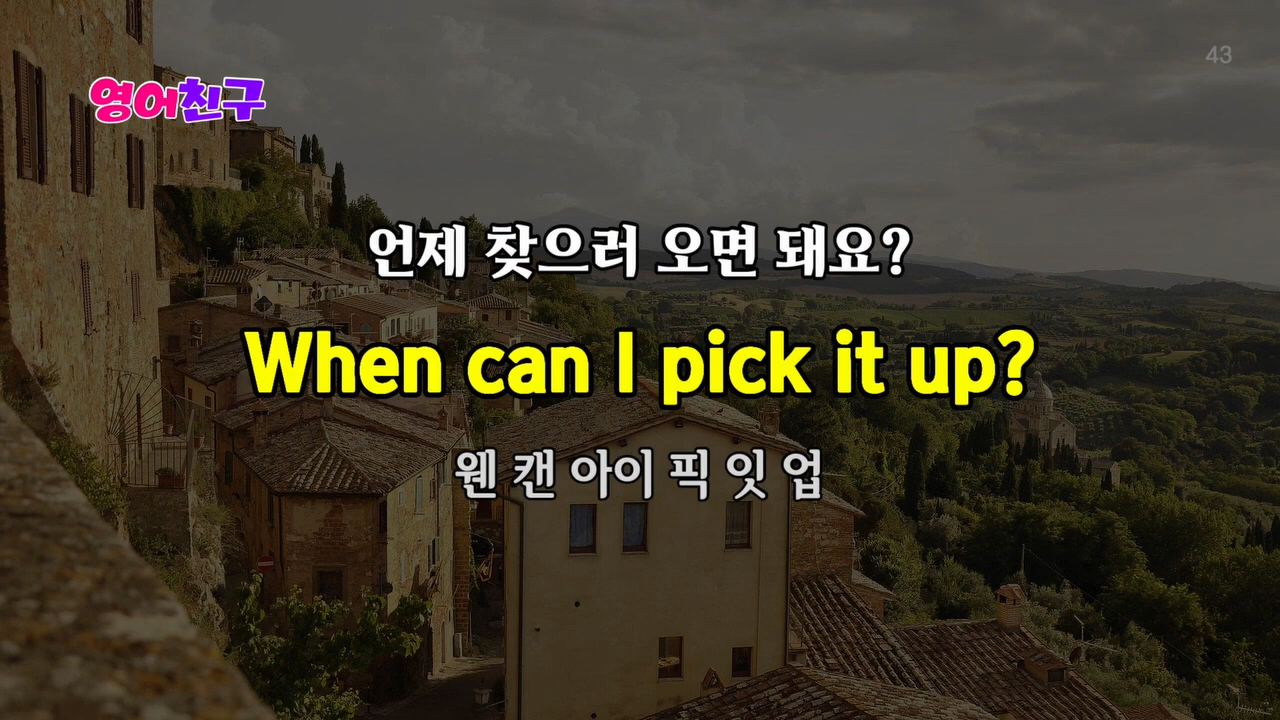 43
영어친구
언제 찾으러 오면 돼요?
When can I pick it up?
웬 캔 아이 픽 잇 업